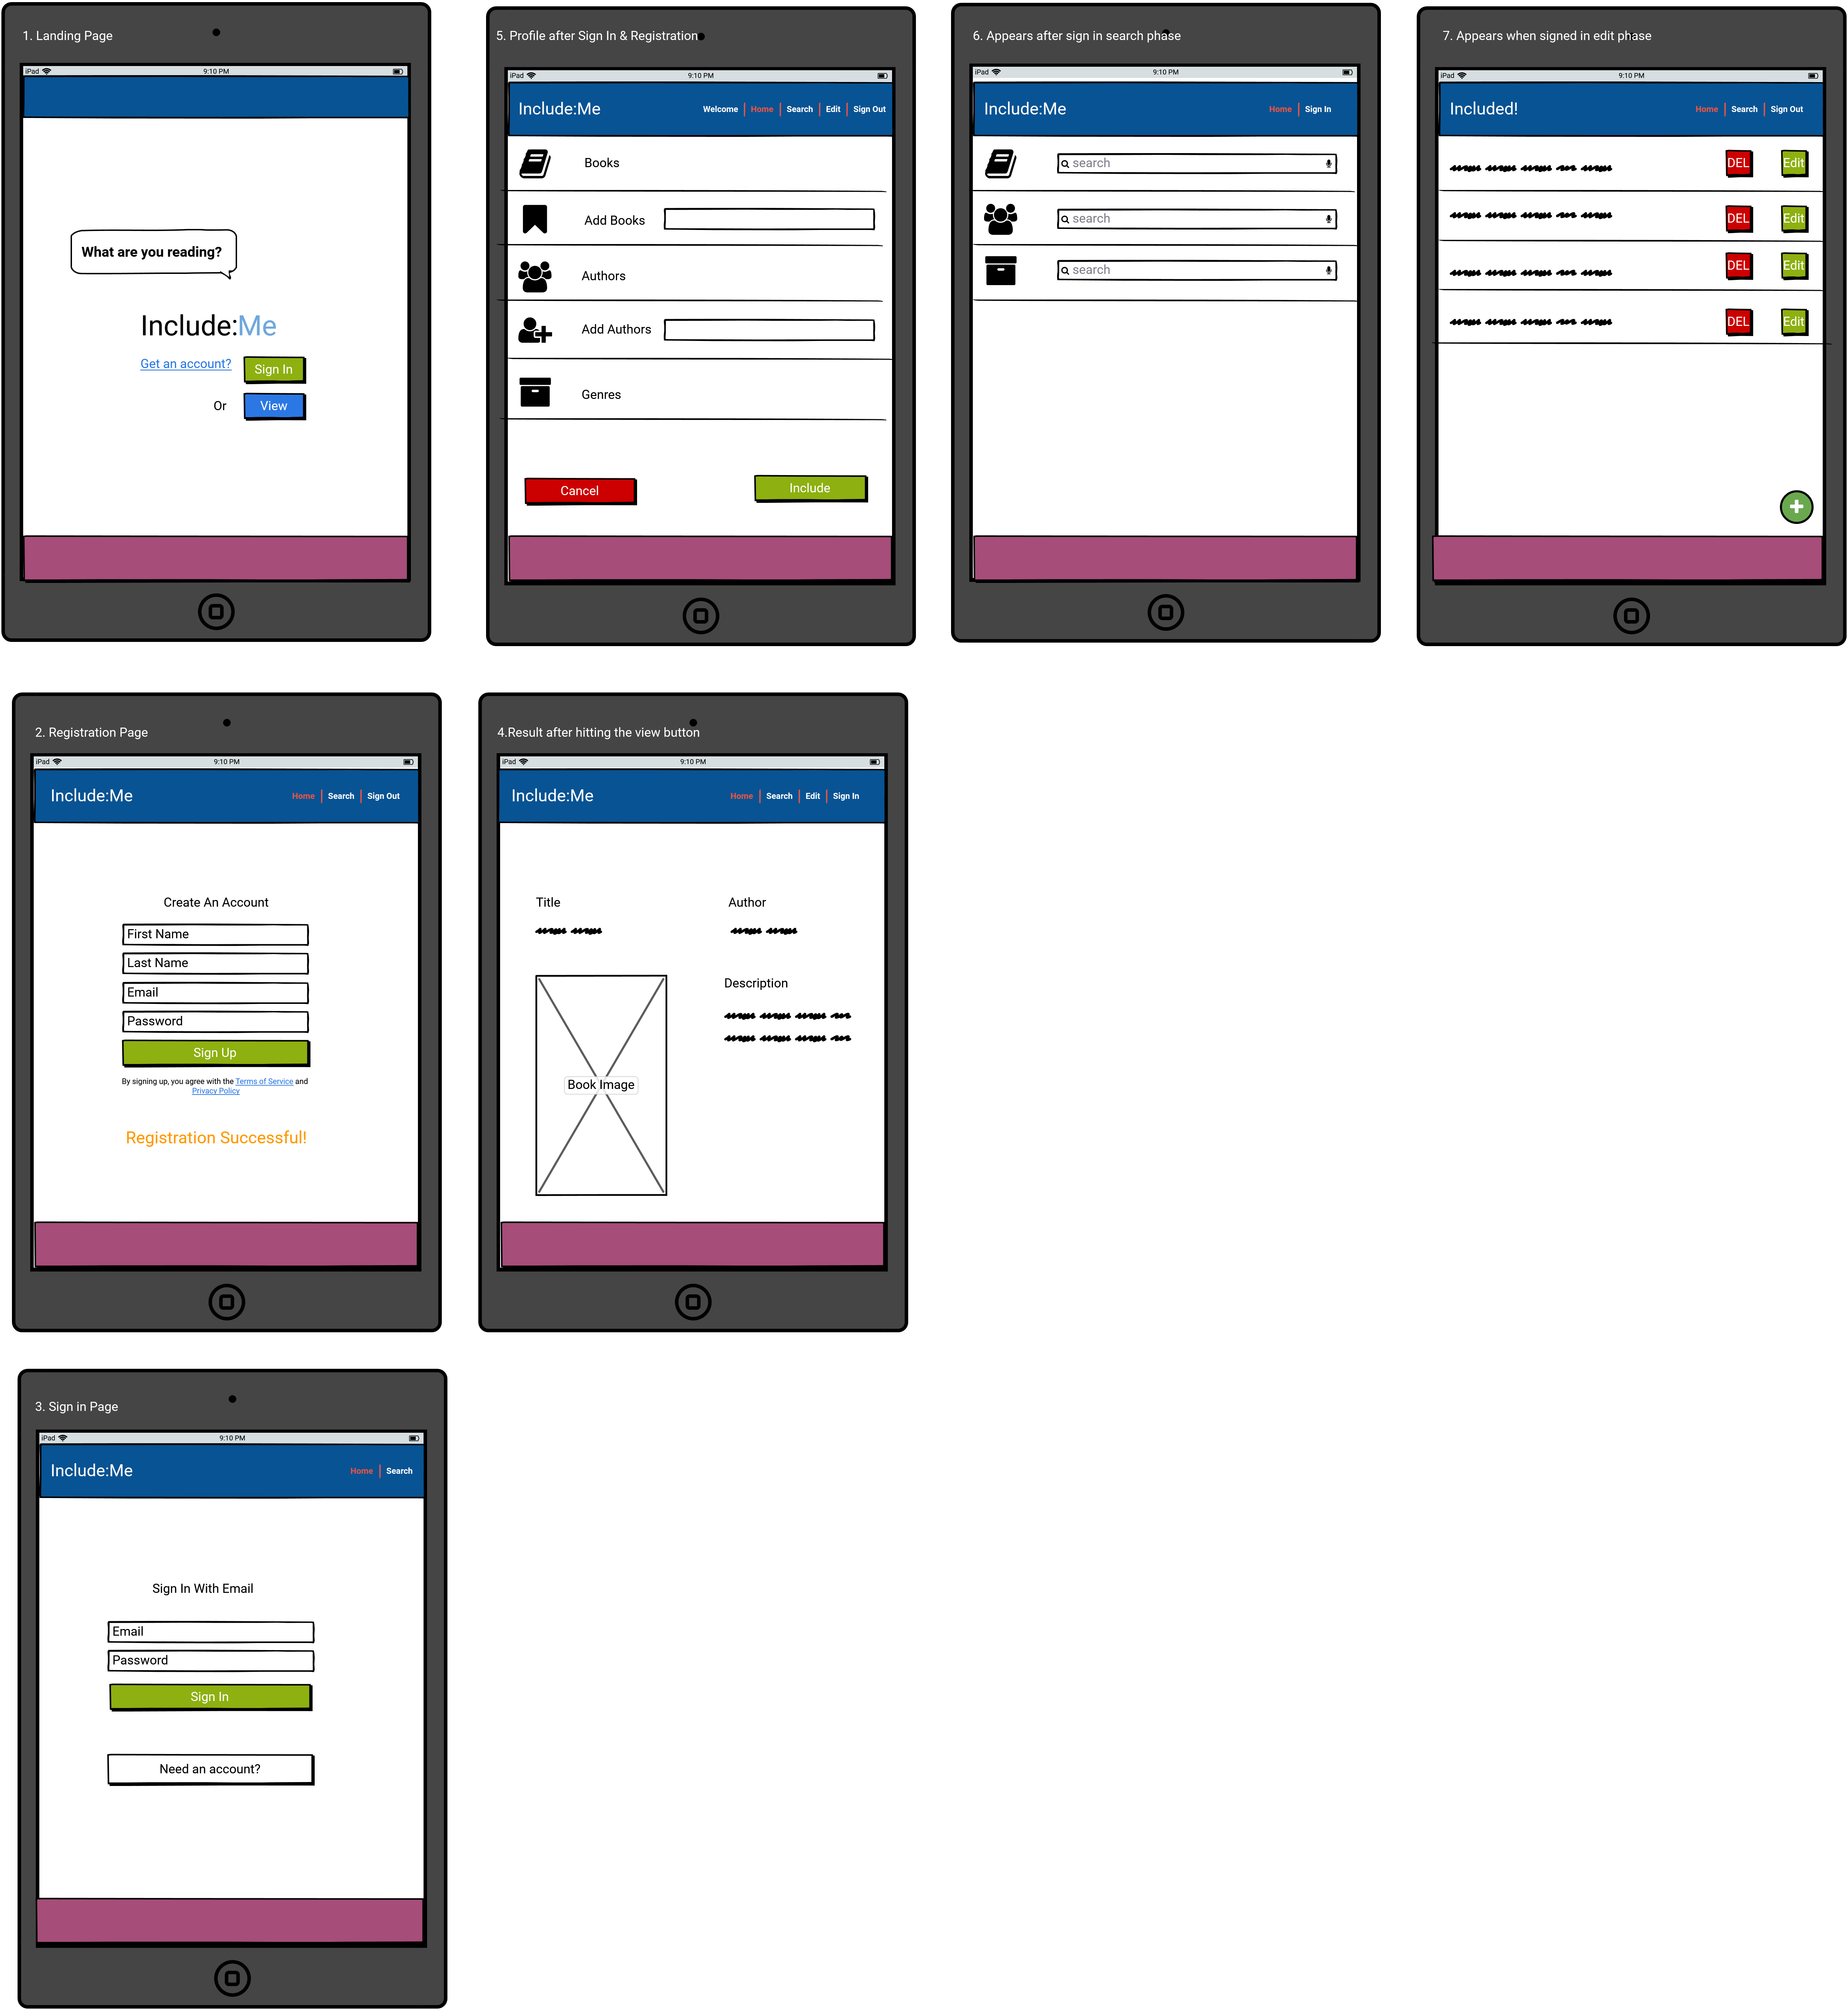 1. Landing Page
iPad 9:10 PM
What are you reading?
Include:Me
Get an account? Sign In
Or View
5. Profile after Sign In & Registration
iPad 9:10 PM
Include:Me Welcome Home Search Edit Sign Out
Books
Add Books
Authors
Add Authors
Genres
Cancel Include
6. Appears after sign in search phase
iPad 9:10 PM
Include:Me Home Sign In
search
search
search
7. Appears when signed in edit phase
iPad 9:10 PM
Included! Home Search Sign Out
DEL Edit
DEL Edit
DEL Edit
DEL Edit
2. Registration Page
iPad 9:10 PM
Include:Me Home Search Sign Out
Create An Account
First Name
Last Name
Email
Password
Sign Up
By signing up, you agree with the Terms of Service and
Privacy Policy
Registration Successful!
4.Result after hitting the view button
iPad 9:10 PM
Include:Me Home Search Edit Sign In
Title Author
Description
Book Image
3. Sign in Page
iPad 9:10 PM
Include:Me Home Search
Sign In With Email
Email
Password
Sign In
Need an account?